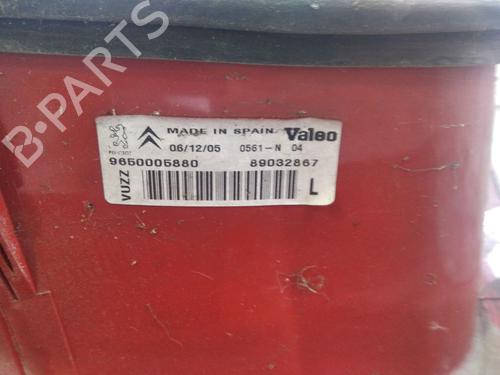 MADE IN SPAIN Valeo
06/12/05 0561-N 04
9650005880 89032867
VUZZ
L
B-PARTS